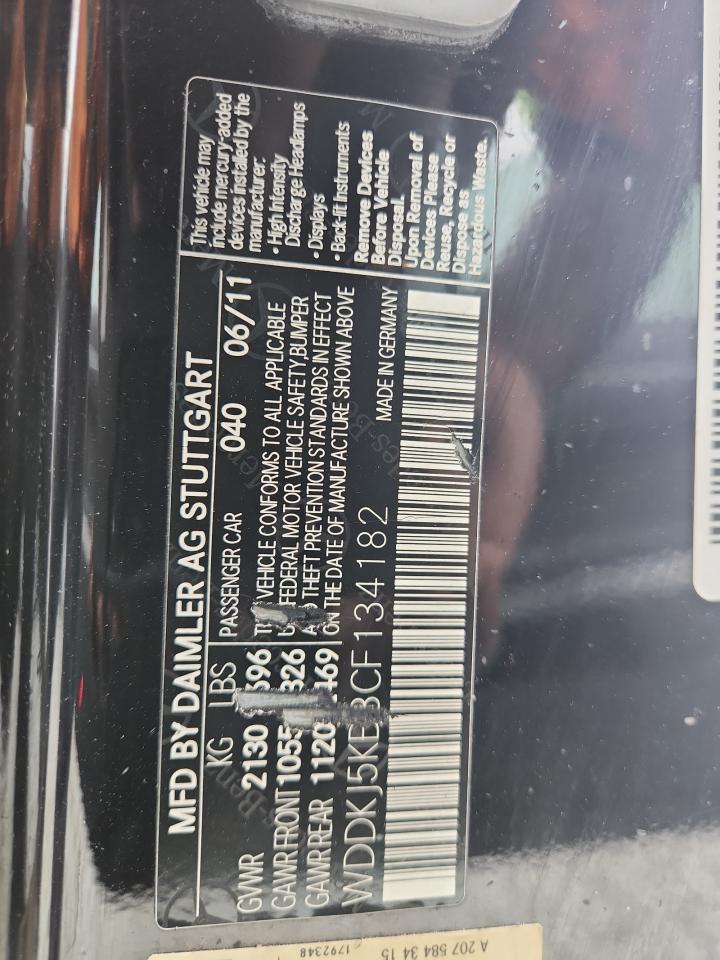 MFD BY DAIMLER AG STUTTGART
KG LBS
GVWR 2130
GAWR FRONT 1055
GAWR REAR 1120
PASSENGER CAR 040 06/11
VEHICLE CONFORMS TO ALL APPLICABLE
FEDERAL MOTOR VEHICLE SAFETY, BUMPER
THEFT PREVENTION STANDARDS IN EFFECT
ON THE DATE OF MANUFACTURE SHOWN ABOVE
MADE IN GERMANY
This vehicle may
include mercury-added
devices installed by the
manufacturer:
• High Intensity
Discharge Headlamps
• Displays
• Back-lit Instruments
Remove Devices
Before Vehicle
Disposal.
Upon Removal of
Devices Please
Reuse, Recycle or
Dispose as
Hazardous Waste.
A 207 584 34 15
1792348